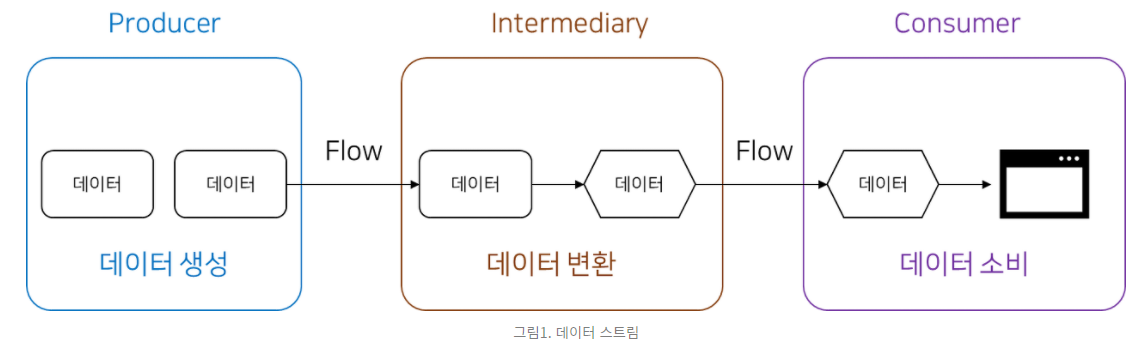 Producer
Intermediary
Consumer
Flow
Flow
데이터
데이터
데이터
데이터
데이터
데이터 생성
데이터 변환
데이터 소비
그림1. 데이터 스트림